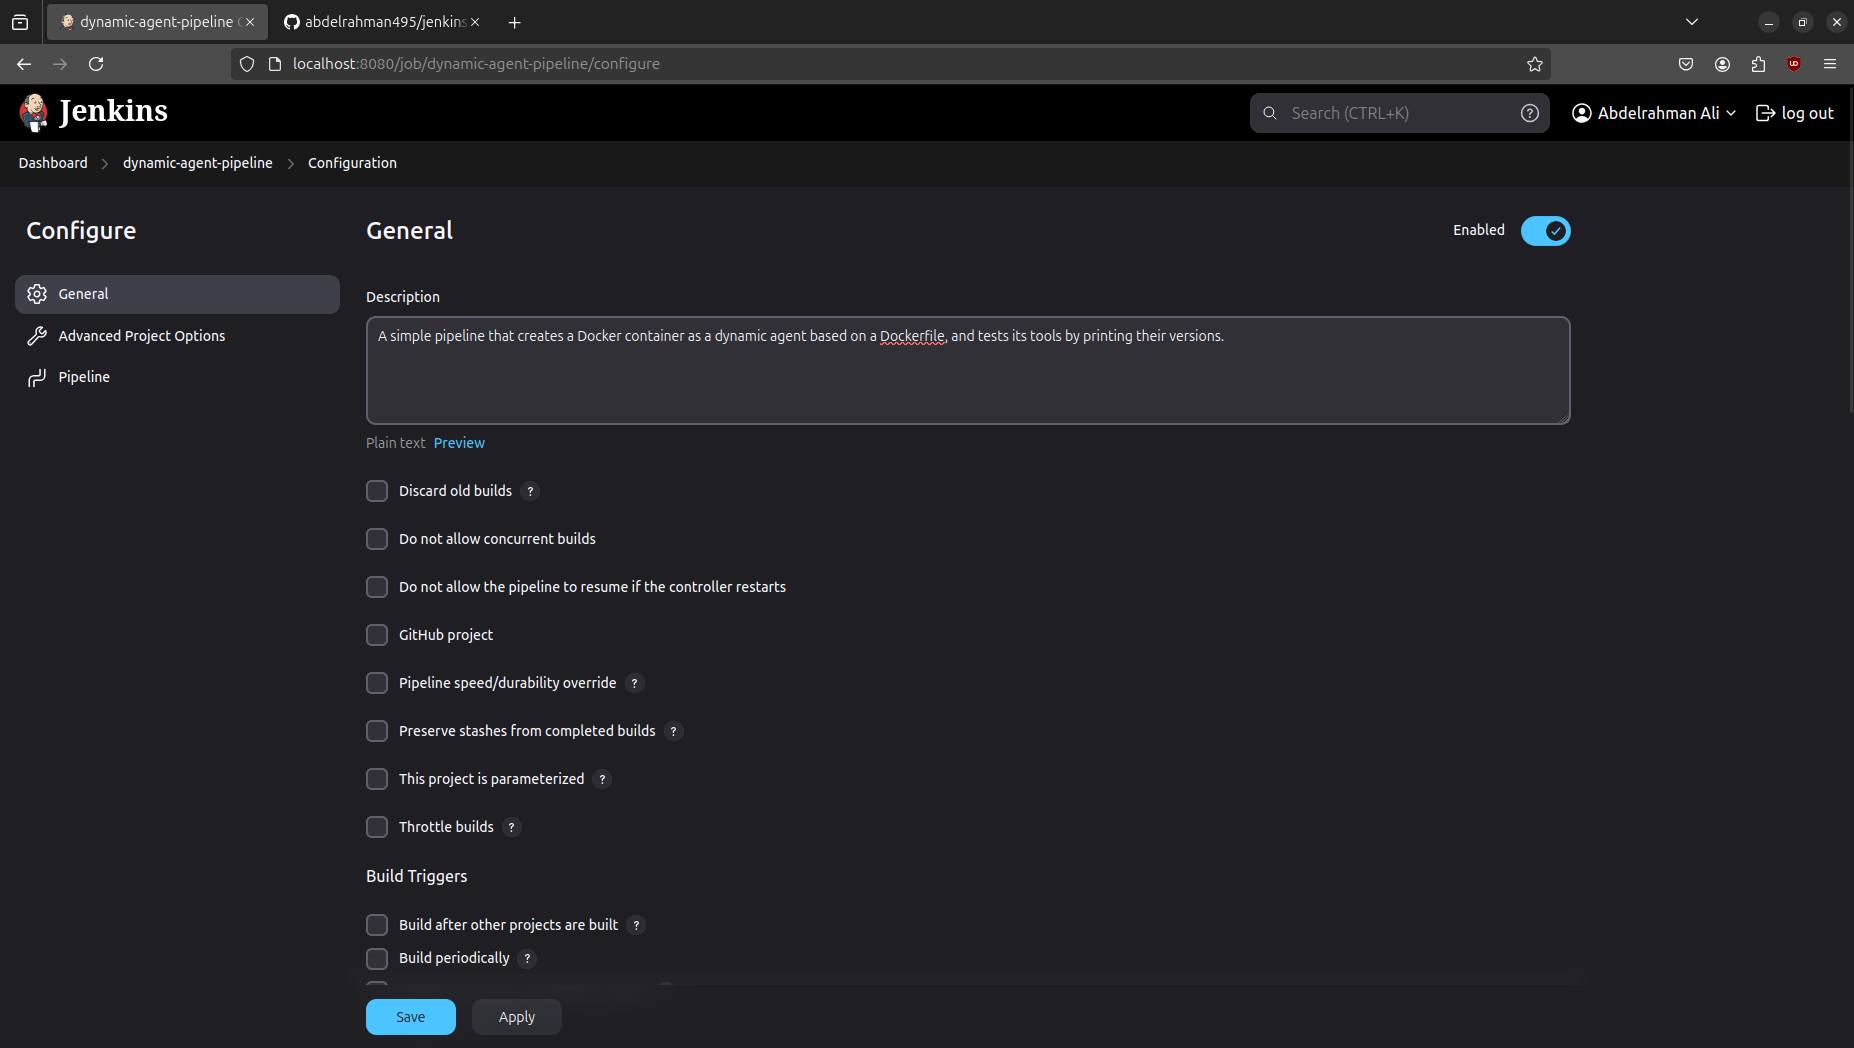 dynamic-agent-pipeline
abdelrahman495/jenkins
localhost:8080/job/dynamic-agent-pipeline/configure
Jenkins
Search (CTRL+K)
?
Abdelrahman Ali
log out
Dashboard
dynamic-agent-pipeline
Configuration
Configure
General
Advanced Project Options
Pipeline
General
Enabled
Description
A simple pipeline that creates a Docker container as a dynamic agent based on a Dockerfile, and tests its tools by printing their versions.
Plain text Preview
Discard old builds ?
Do not allow concurrent builds
Do not allow the pipeline to resume if the controller restarts
GitHub project
Pipeline speed/durability override ?
Preserve stashes from completed builds ?
This project is parameterized ?
Throttle builds ?
Build Triggers
Build after other projects are built ?
Build periodically ?
Save
Apply